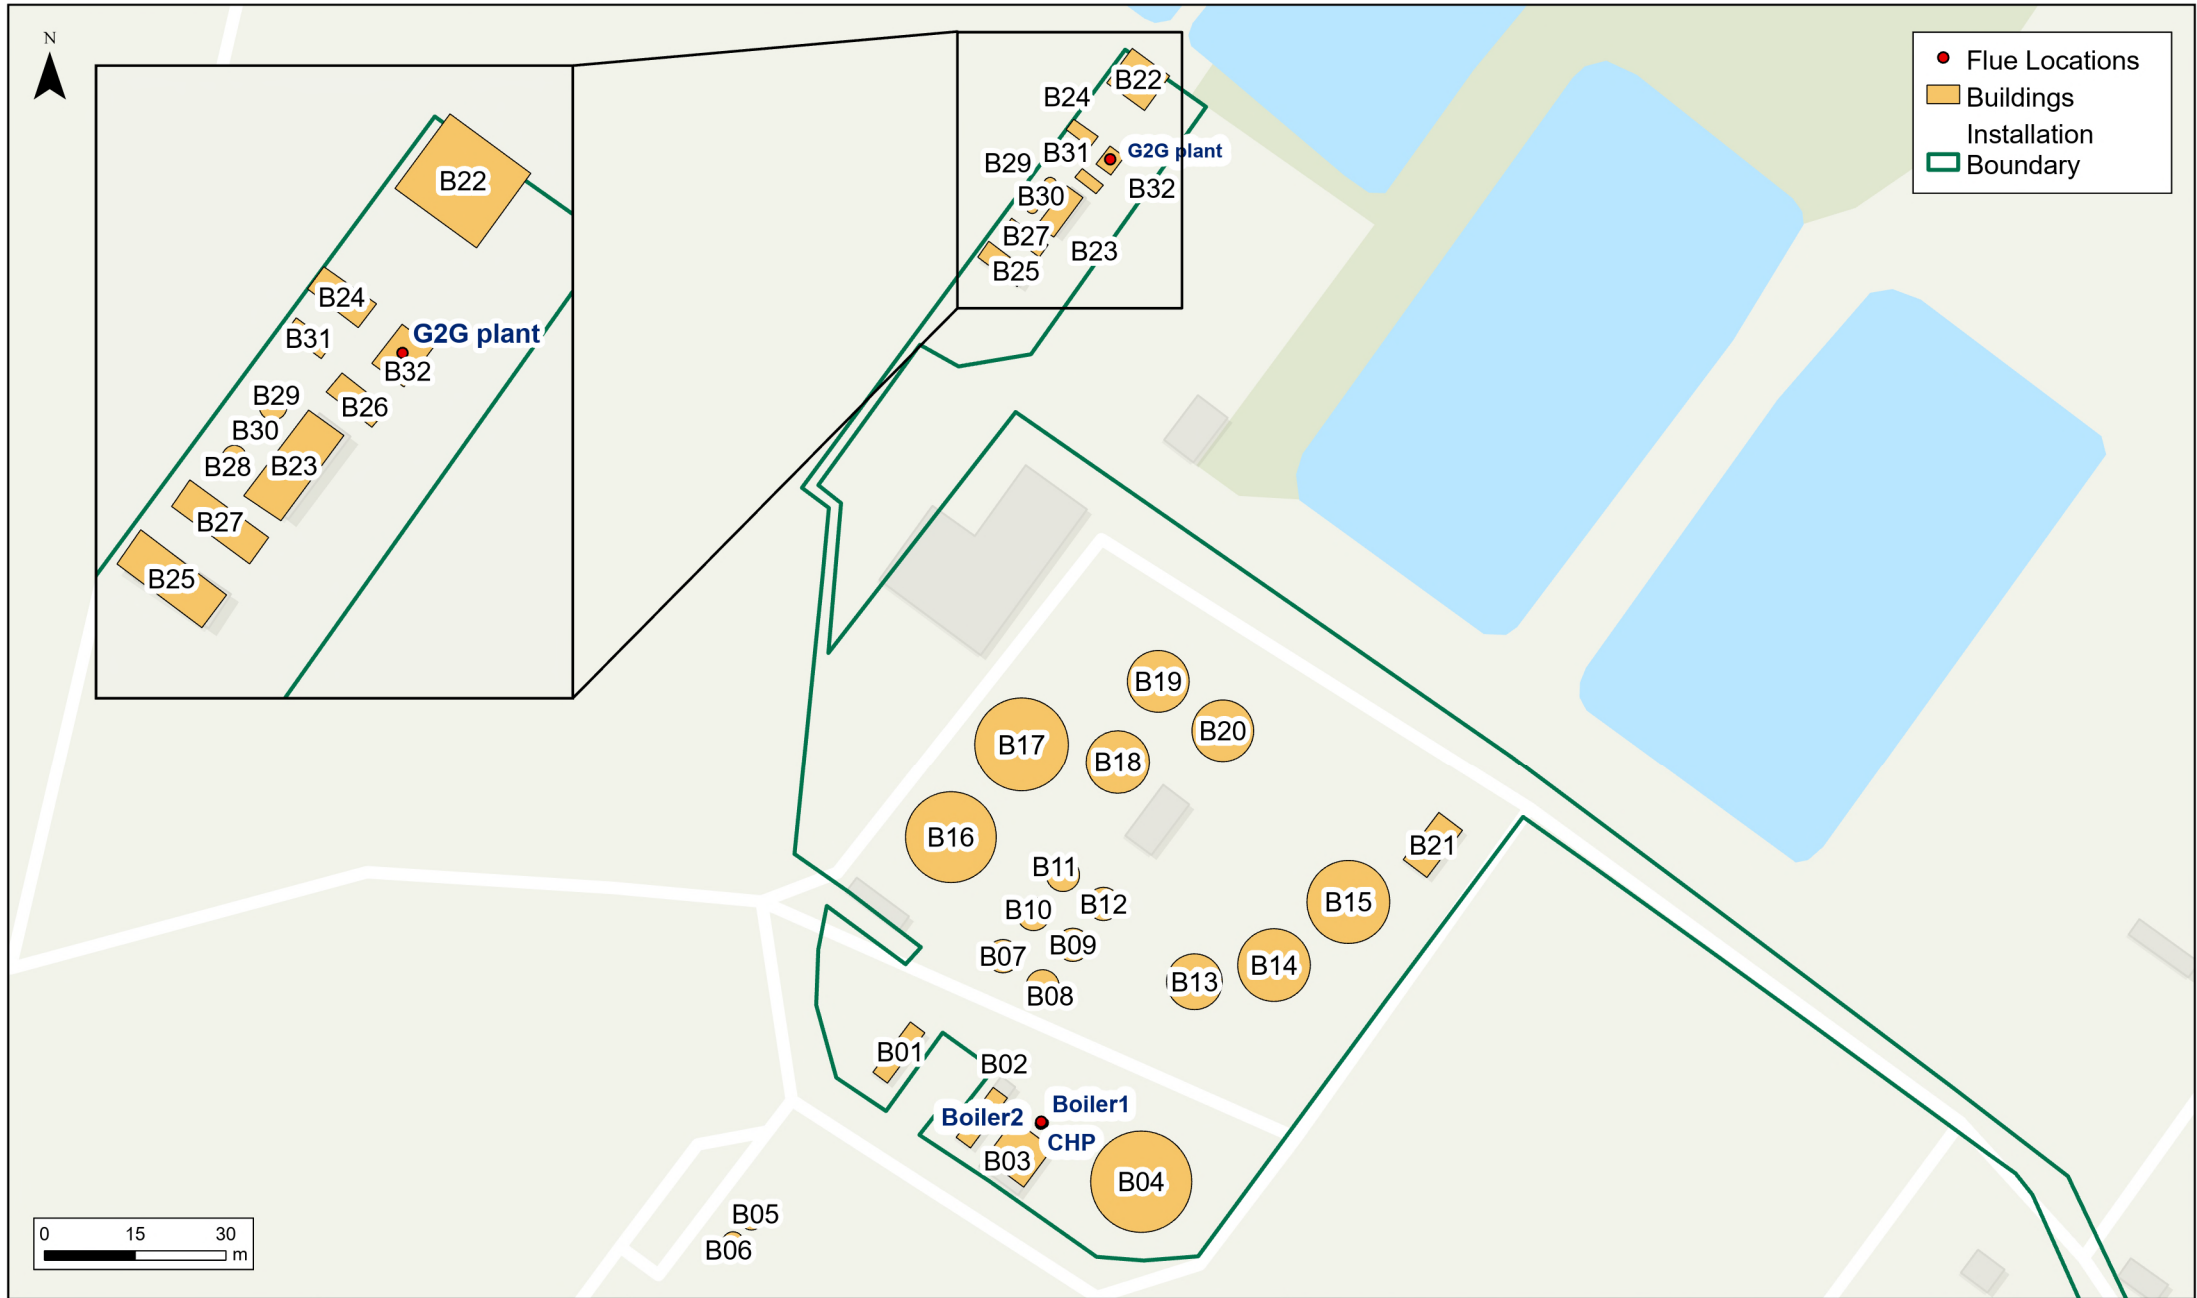 N
Flue Locations
Buildings
Installation
Boundary
B22
B24
B31
G2G plant
B32
B29
B26
B30
B23
B28
B27
B25
B22
B24
B31
G2G plant
B29
B32
B30
B27
B23
B25
B19
B20
B17
B18
B16
B21
B11
B15
B12
B10
B09
B07
B14
B13
B08
B01
B02
Boiler1
Boiler2
CHP
B03
B04
B05
B06
0 15 30
m